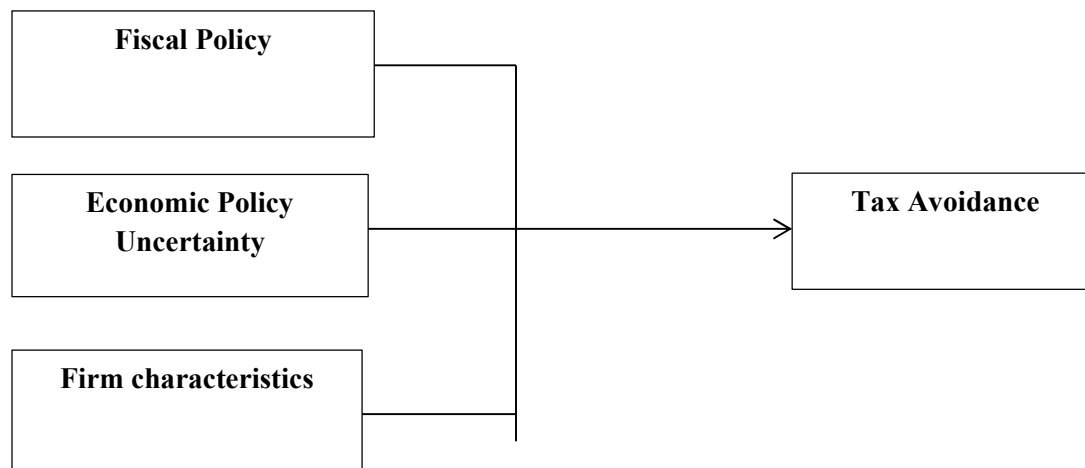 Fiscal Policy
Economic Policy
Uncertainty
Tax Avoidance
Firm characteristics